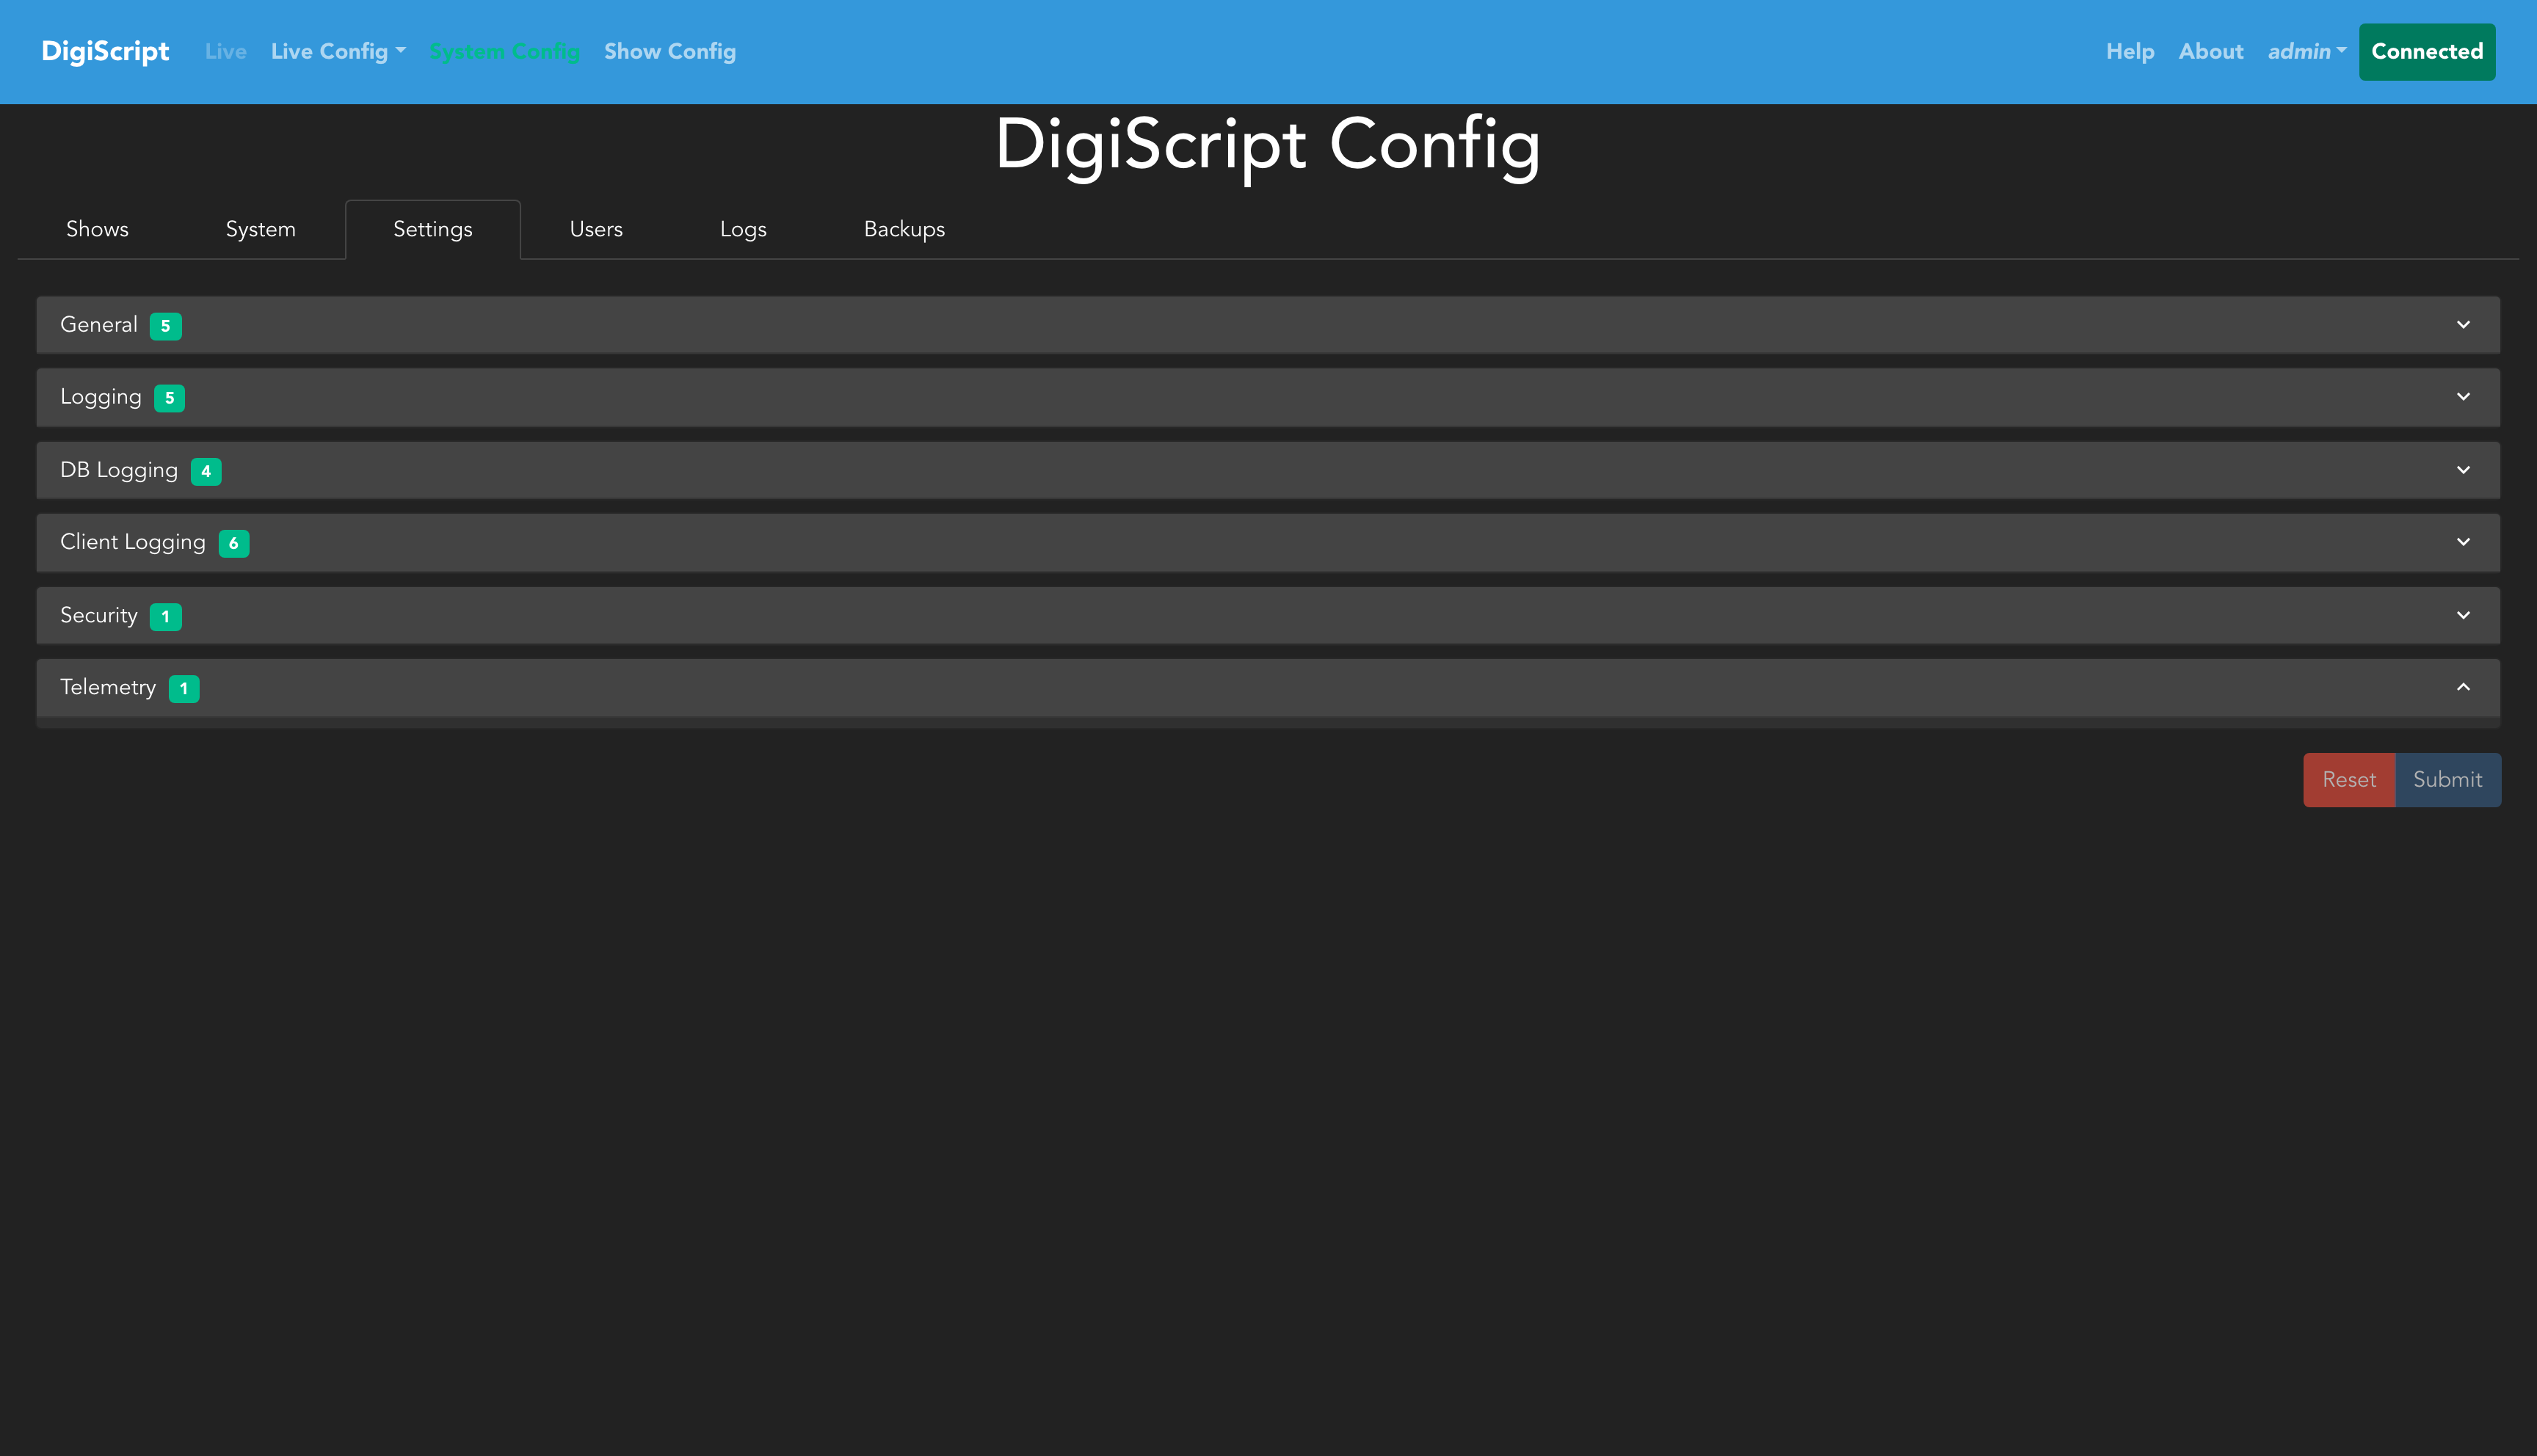 DigiScript Live Live Config System Config Show Config Help About admin Connected
DigiScript Config
Shows System Settings Users Logs Backups
General 5
Logging 5
DB Logging 4
Client Logging 6
Security 1
Telemetry 1
Reset Submit